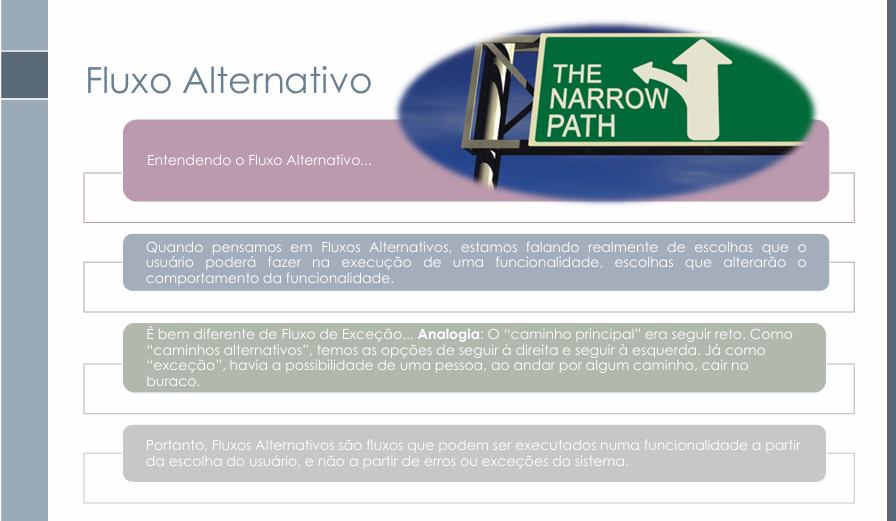 Fluxo Alternativo
THE
NARROW
PATH
Entendendo o Fluxo Alternativo...
Quando pensamos em Fluxos Alternativos, estamos falando realmente de escolhas que o
usuário poderá fazer na execução de uma funcionalidade, escolhas que alterarão o
comportamento da funcionalidade.
É bem diferente de Fluxo de Exceção... Analogia: O “caminho principal” era seguir reto. Como
“caminhos alternativos”, temos as opções de seguir à direita e seguir à esquerda. Já como
“exceção”, havia a possibilidade de uma pessoa, ao andar por algum caminho, cair no
buraco.
Portanto, Fluxos Alternativos são fluxos que podem ser executados numa funcionalidade a partir
da escolha do usuário, e não a partir de erros ou exceções do sistema.